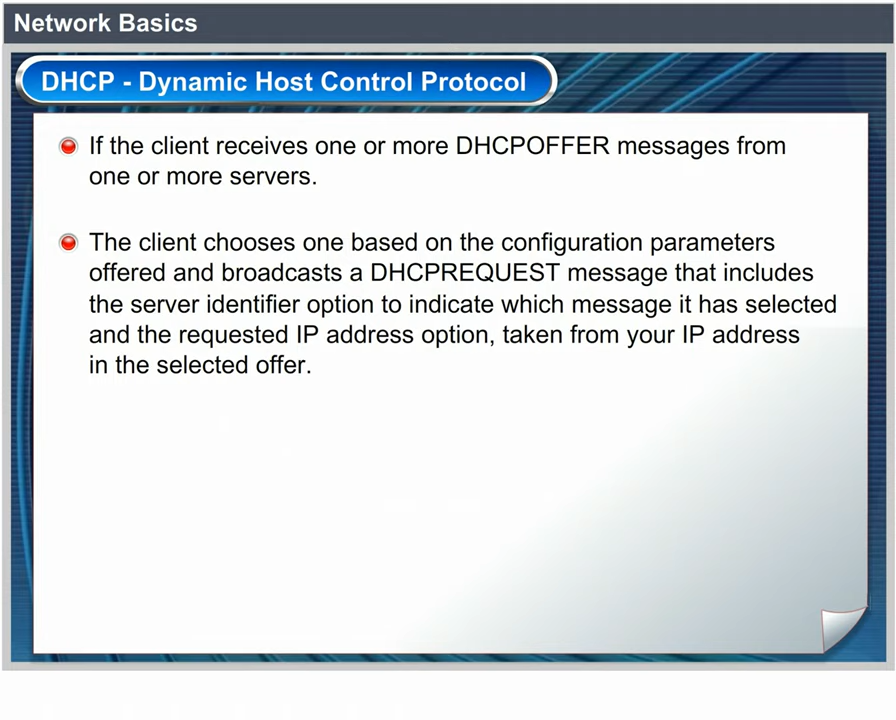 Network Basics
DHCP - Dynamic Host Control Protocol
If the client receives one or more DHCPOFFER messages from
one or more servers.
The client chooses one based on the configuration parameters
offered and broadcasts a DHCPREQUEST message that includes
the server identifier option to indicate which message it has selected
and the requested IP address option, taken from your IP address
in the selected offer.